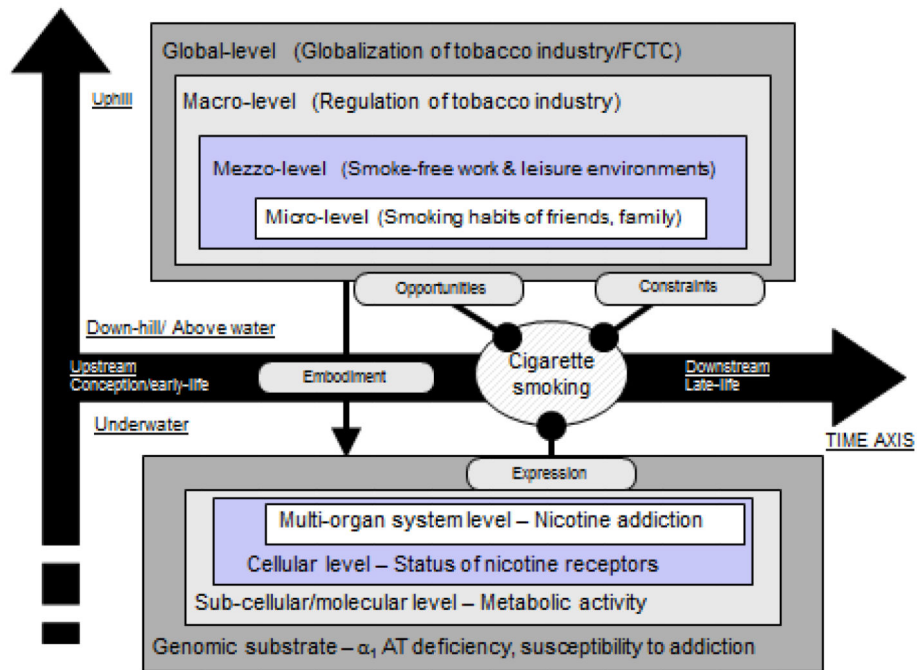 Global-level (Globalization of tobacco industry/FCTC)
Uphill
Macro-level (Regulation of tobacco industry)
Mezzo-level (Smoke-free work & leisure environments)
Micro-level (Smoking habits of friends, family)
Opportunities
Constraints
Down-hill/ Above water
Upstream
Conception/early-life
Embodiment
Cigarette
smoking
Downstream
Late-life
Underwater
TIME AXIS
Expression
Multi-organ system level – Nicotine addiction
Cellular level – Status of nicotine receptors
Sub-cellular/molecular level – Metabolic activity
Genomic substrate – α₁ AT deficiency, susceptibility to addiction